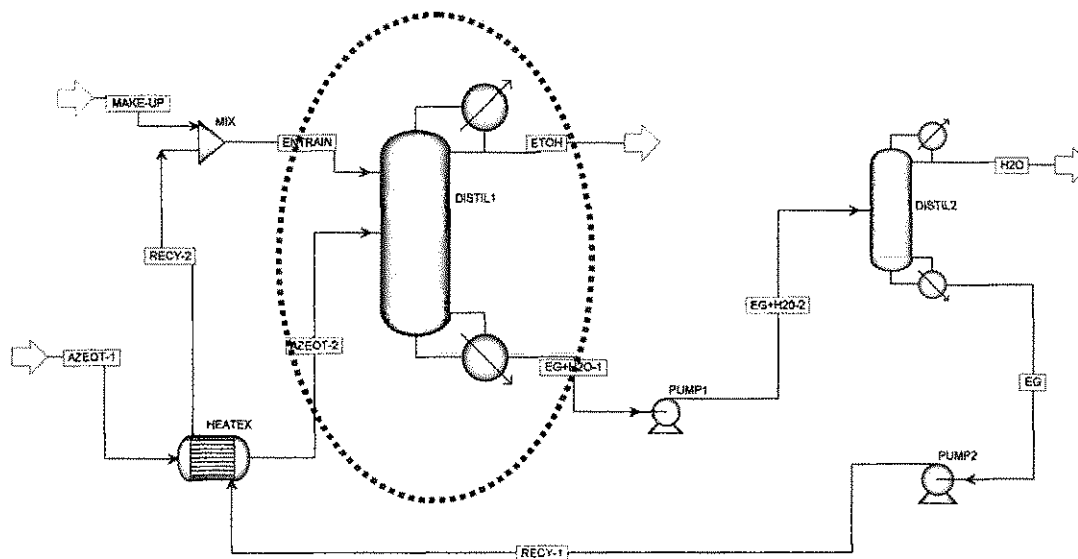 MAKE-UP
MIX
ENTRAIN
ETOH
H2O
DISTIL1
DISTIL2
RECY-2
EG+H20-2
AZEOT-1
AZEOT-2
EG+H2O-1
PUMP1
EG
HEATEX
PUMP2
RECY-1